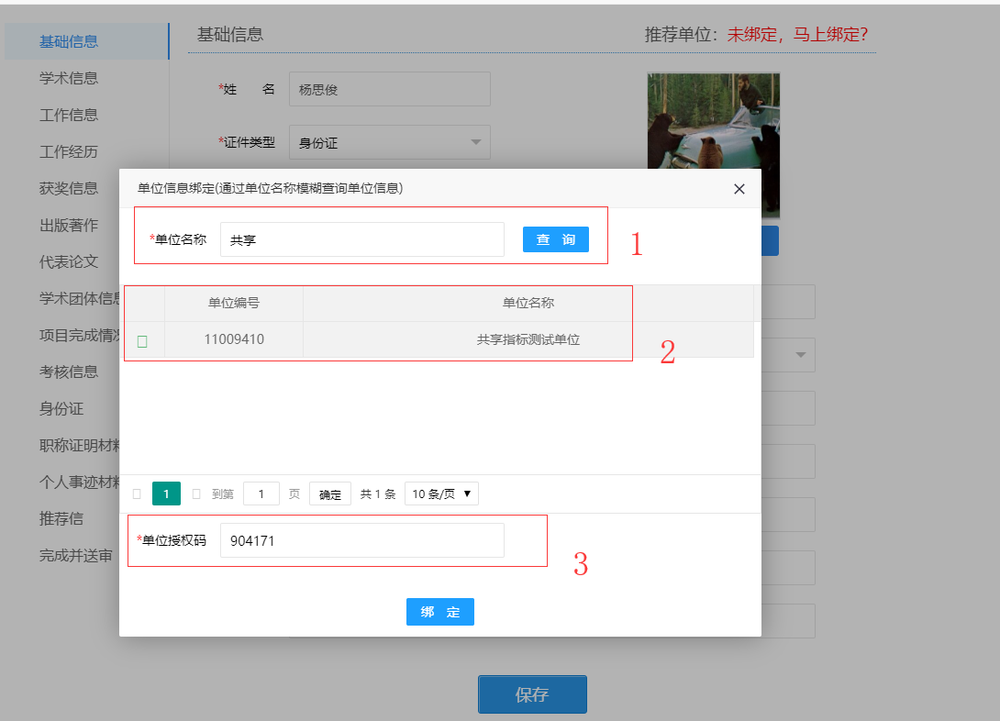 基础信息
推荐单位：未绑定，马上绑定？
基础信息
学术信息
工作信息
工作经历
获奖信息
出版著作
代表论文
学术团体信息
项目完成情况
考核信息
身份证
职称证明材料
个人事迹材料
推荐信
完成并送审
*姓 名 杨思俊
*证件类型 身份证
单位信息绑定(通过单位名称模糊查询单位信息)
*单位名称 共享 查 询 1
单位编号 单位名称
11009410 共享指标测试单位 2
1 到第 1 页 确定 共 1 条 10 条/页
*单位授权码 904171 3
绑 定
保存